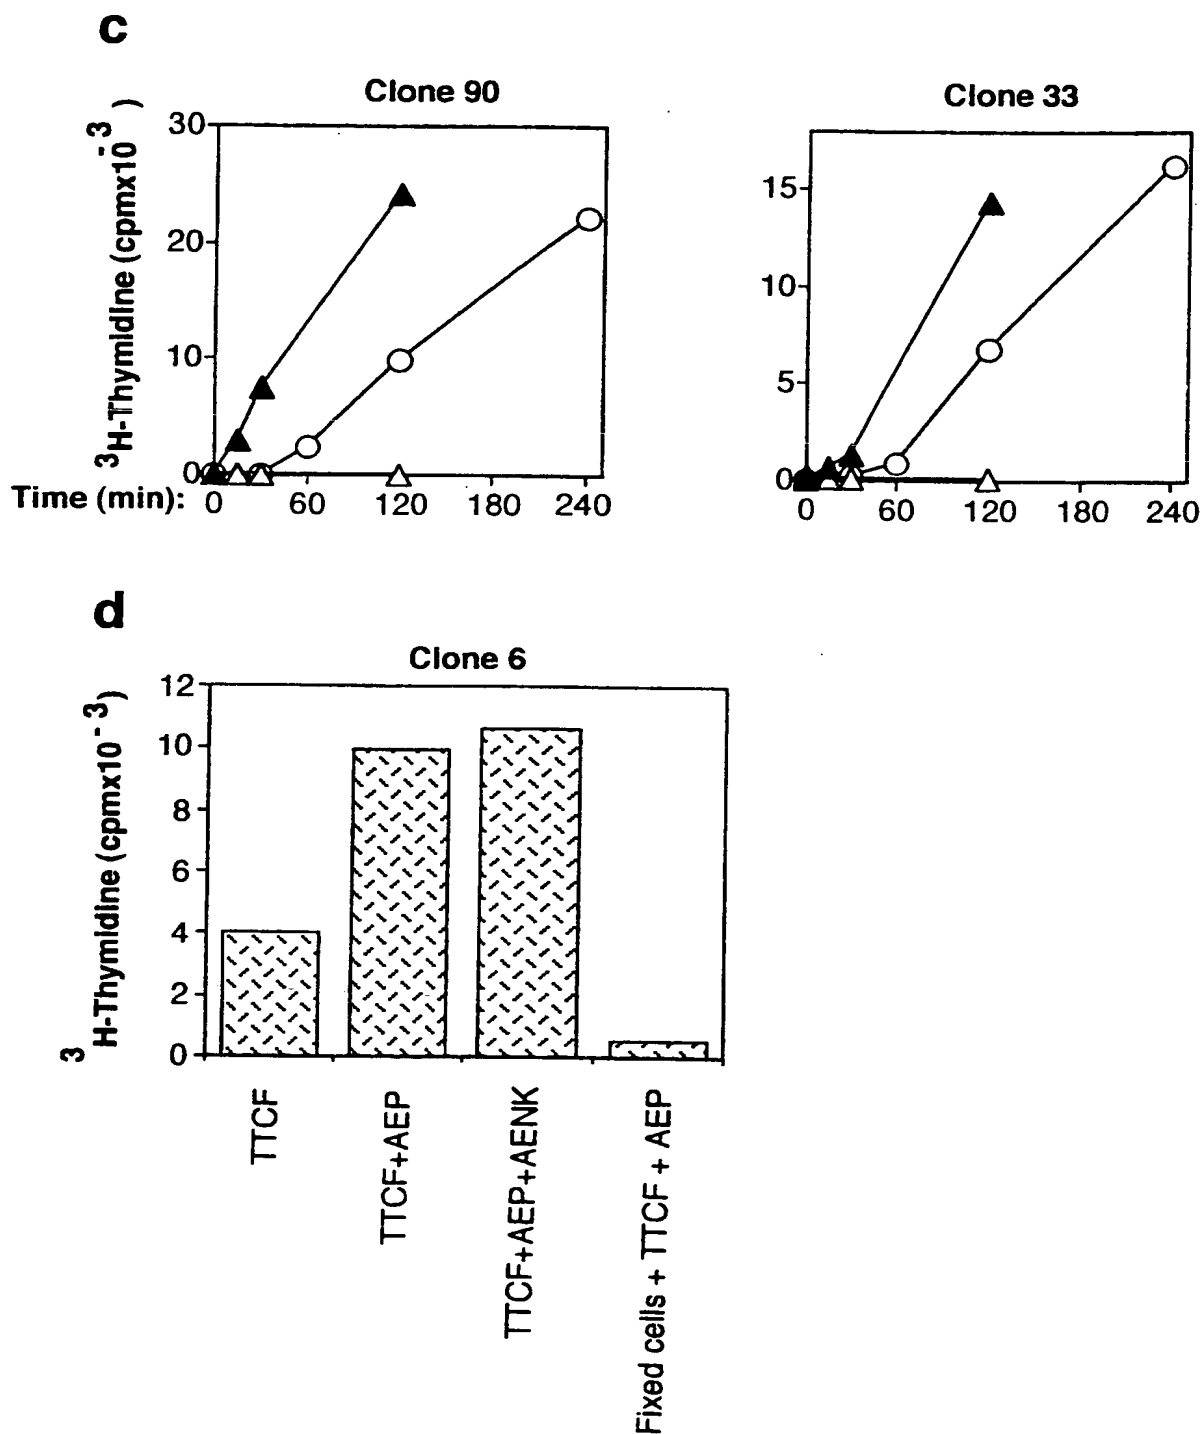 c
Clone 90
Clone 33
³H-Thymidine (cpmx10⁻³)
30
20
10
0
15
10
5
0
Time (min): 0 60 120 180 240
0 60 120 180 240
d
Clone 6
³H-Thymidine (cpmx10⁻³)
12
10
8
6
4
2
0
TTCF
TTCF+AEP
TTCF+AEP+AENK
Fixed cells + TTCF + AEP